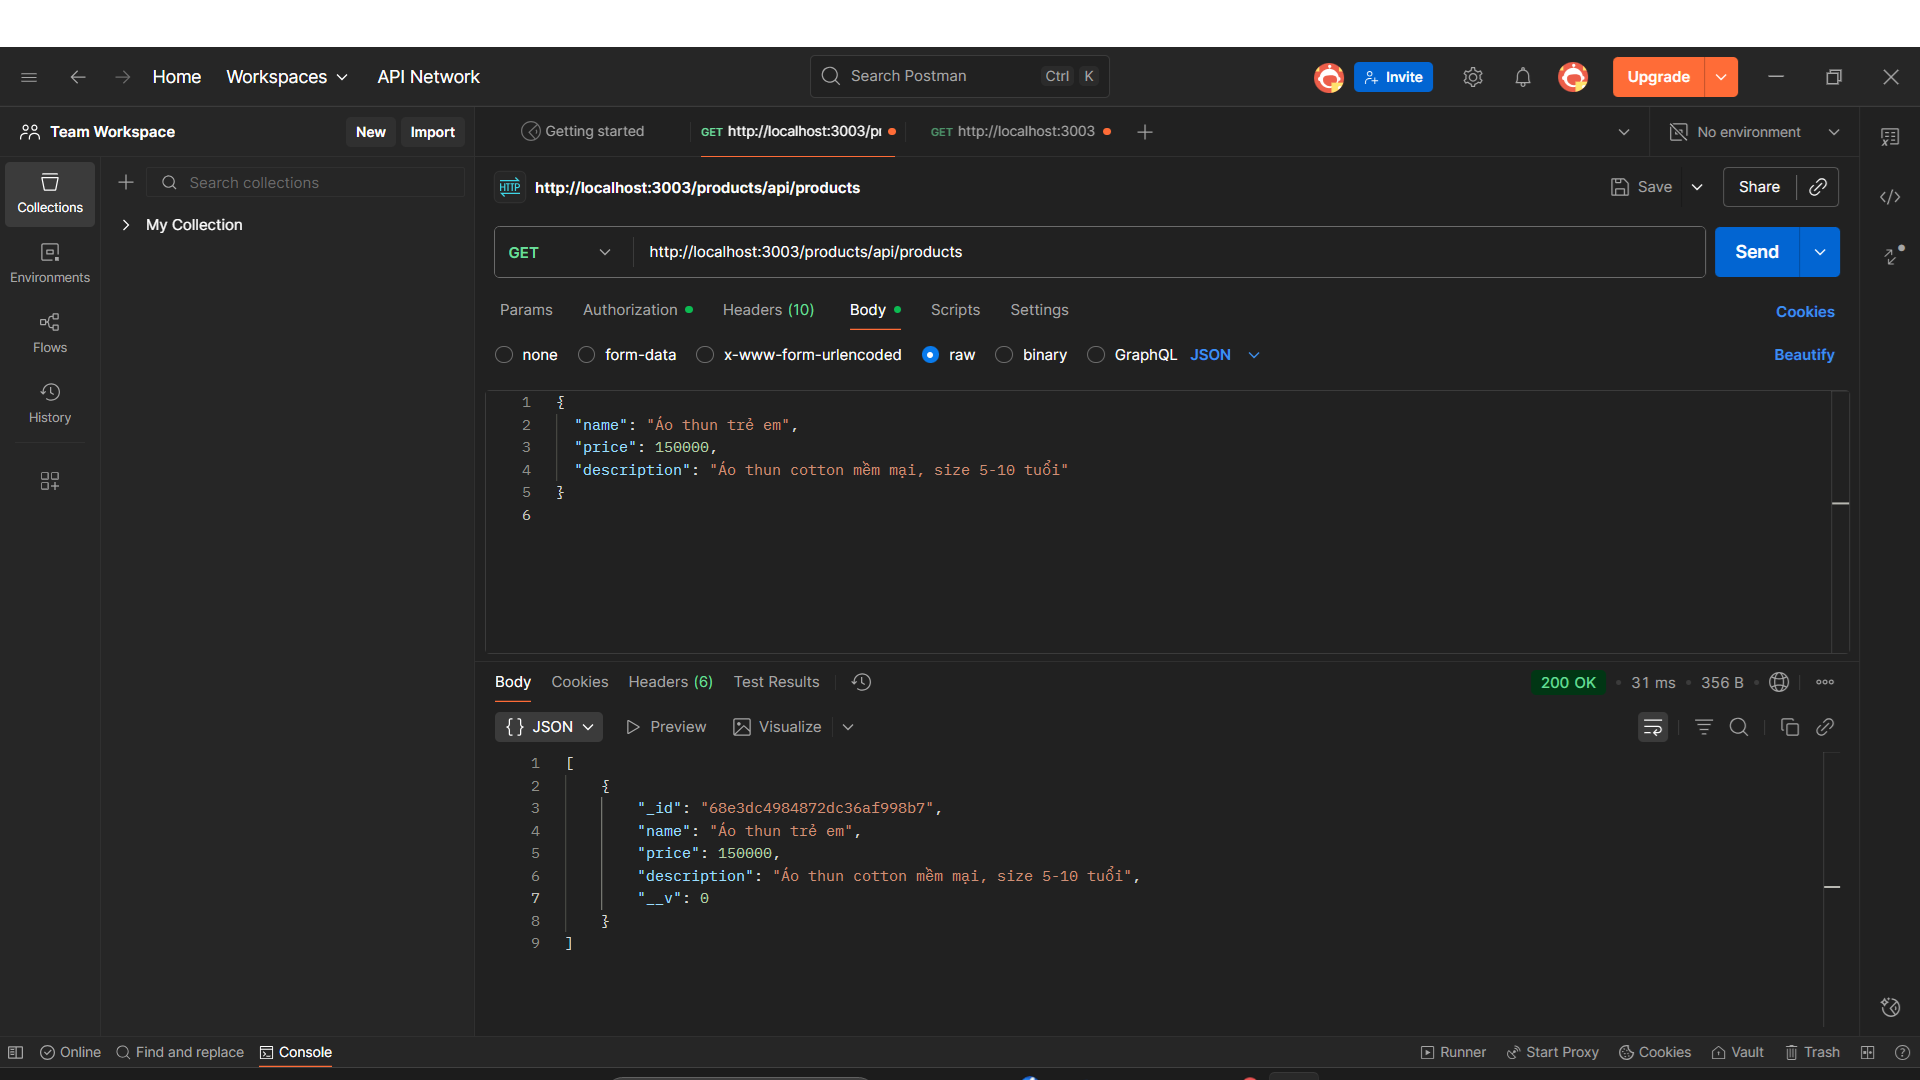 Home Workspaces API Network Search Postman Ctrl K Invite Upgrade
Team Workspace New Import Getting started GET http://localhost:3003/pr GET http://localhost:3003 No environment
Search collections HTTP http://localhost:3003/products/api/products Save Share
Collections
My Collection
GET http://localhost:3003/products/api/products Send
Environments
Params Authorization Headers (10) Body Scripts Settings Cookies
Flows
none form-data x-www-form-urlencoded raw binary GraphQL JSON Beautify
History
1 {
2 "name": "Áo thun trẻ em",
3 "price": 150000,
4 "description": "Áo thun cotton mềm mại, size 5-10 tuổi"
5 }
6
Body Cookies Headers (6) Test Results 200 OK • 31 ms • 356 B
{} JSON Preview Visualize
1 [
2 {
3 "_id": "68e3dc4984872dc36af998b7",
4 "name": "Áo thun trẻ em",
5 "price": 150000,
6 "description": "Áo thun cotton mềm mại, size 5-10 tuổi",
7 "__v": 0
8 }
9 ]
Online Find and replace Console Runner Start Proxy Cookies Vault Trash